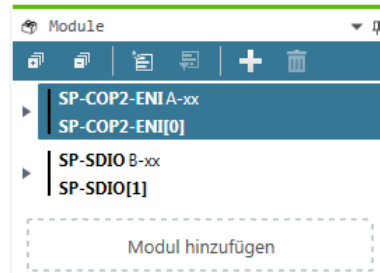 Module
SP-COP2-ENI A-xx
SP-COP2-ENI[0]
SP-SDIO B-xx
SP-SDIO[1]
Modul hinzufügen